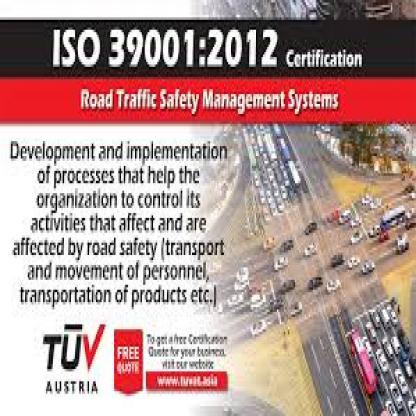 ISO 39001:2012 Certification
Road Traffic Safety Management Systems
Development and implementation
of processes that help the
organization to control its
activities that affect and are
affected by road safety (transport
and movement of personnel,
transportation of products etc.)
TÜV
AUSTRIA
FREE
QUOTE
To get a free Certification
Quote for your business,
visit our website
www.tuvat.asia